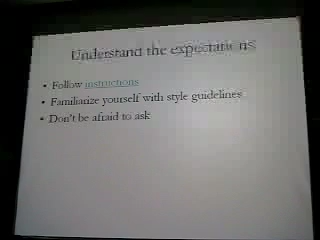 Understand the expectations
• Follow instructions
• Familiarize yourself with style guidelines
• Don't be afraid to ask